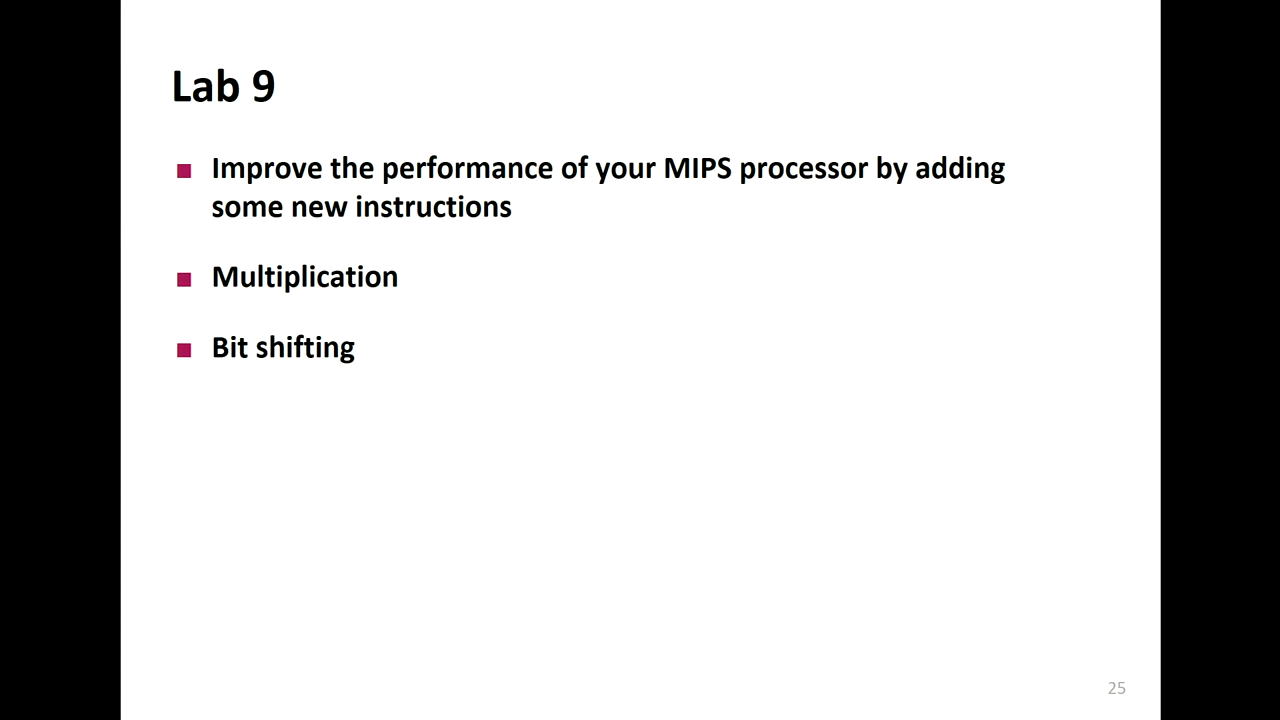 Lab 9
Improve the performance of your MIPS processor by adding
some new instructions
Multiplication
Bit shifting
25